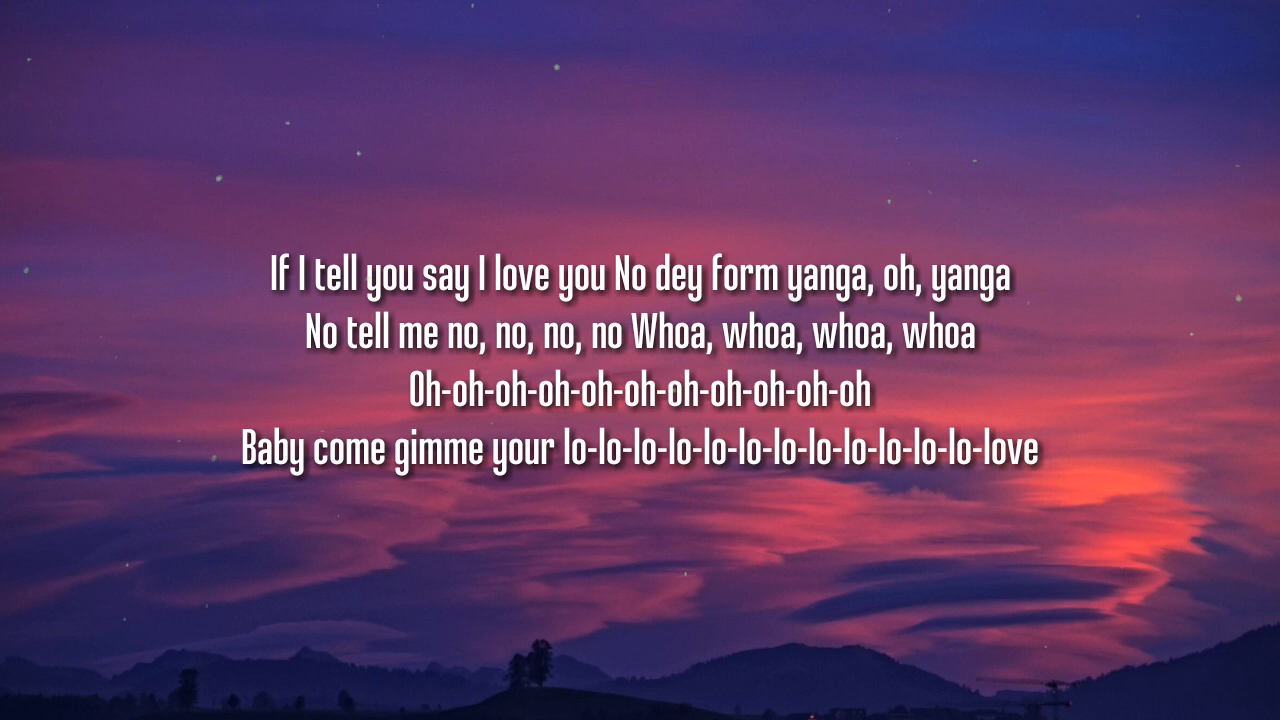 If I tell you say I love you No dey form yanga, oh, yanga
No tell me no, no, no, no Whoa, whoa, whoa, whoa
Oh-oh-oh-oh-oh-oh-oh-oh-oh-oh-oh
Baby come gimme your lo-lo-lo-lo-lo-lo-lo-lo-lo-lo-lo-lo-love